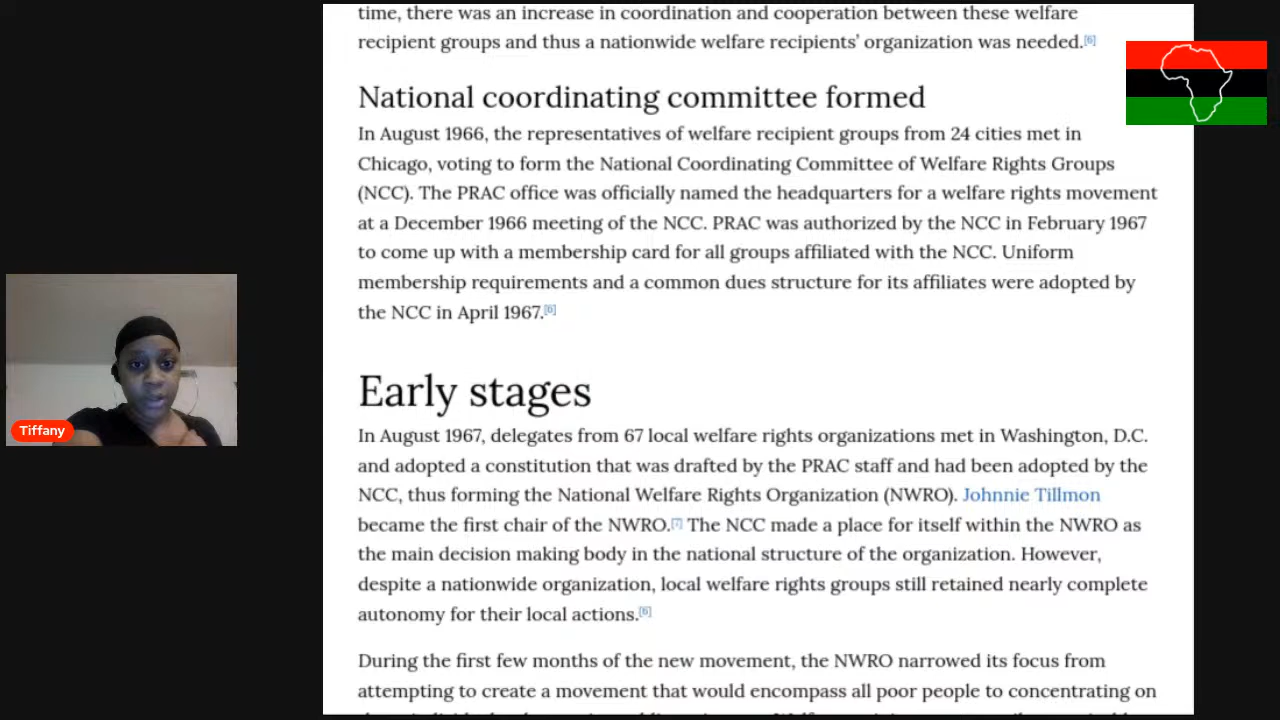 time, there was an increase in coordination and cooperation between these welfare
recipient groups and thus a nationwide welfare recipients’ organization was needed.[6]
National coordinating committee formed
In August 1966, the representatives of welfare recipient groups from 24 cities met in
Chicago, voting to form the National Coordinating Committee of Welfare Rights Groups
(NCC). The PRAC office was officially named the headquarters for a welfare rights movement
at a December 1966 meeting of the NCC. PRAC was authorized by the NCC in February 1967
to come up with a membership card for all groups affiliated with the NCC. Uniform
membership requirements and a common dues structure for its affiliates were adopted by
the NCC in April 1967.[6]
Early stages
In August 1967, delegates from 67 local welfare rights organizations met in Washington, D.C.
and adopted a constitution that was drafted by the PRAC staff and had been adopted by the
NCC, thus forming the National Welfare Rights Organization (NWRO). Johnnie Tillmon
became the first chair of the NWRO.[7] The NCC made a place for itself within the NWRO as
the main decision making body in the national structure of the organization. However,
despite a nationwide organization, local welfare rights groups still retained nearly complete
autonomy for their local actions.[6]
During the first few months of the new movement, the NWRO narrowed its focus from
attempting to create a movement that would encompass all poor people to concentrating on
Tiffany